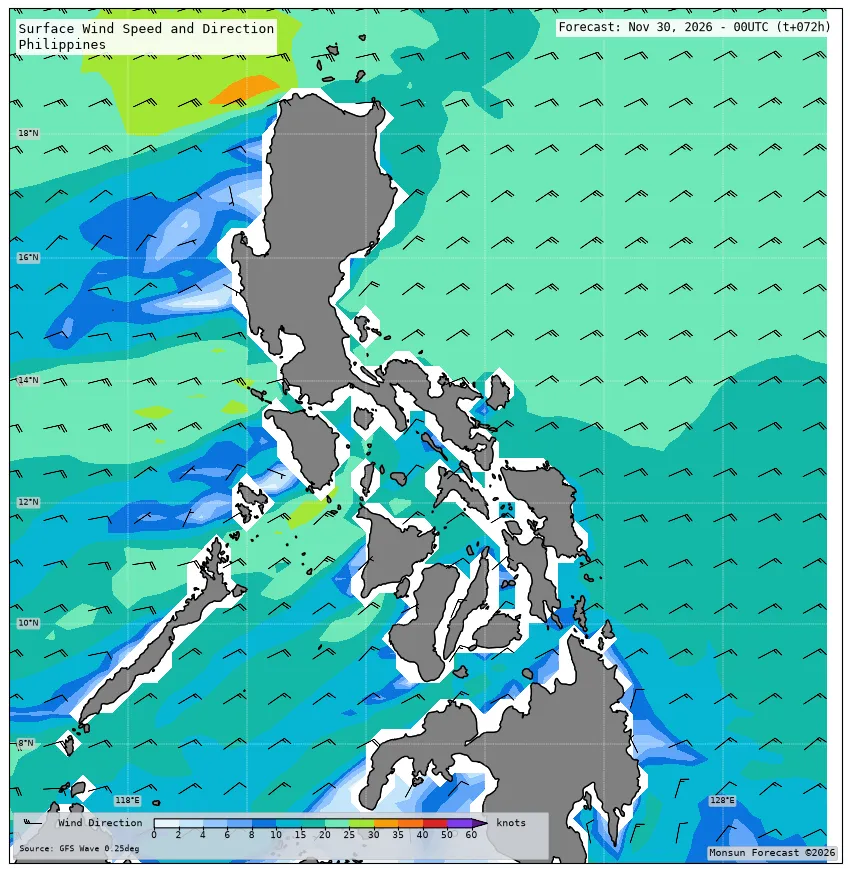 Surface Wind Speed and Direction
Philippines
Forecast: Nov 30, 2026 - 00UTC (t+072h)
18°N
16°N
14°N
12°N
10°N
8°N
118°E
128°E
Wind Direction
0 2 4 6 8 10 15 20 25 30 35 40 50 60
knots
Source: GFS Wave 0.25deg
Monsun Forecast ©2026